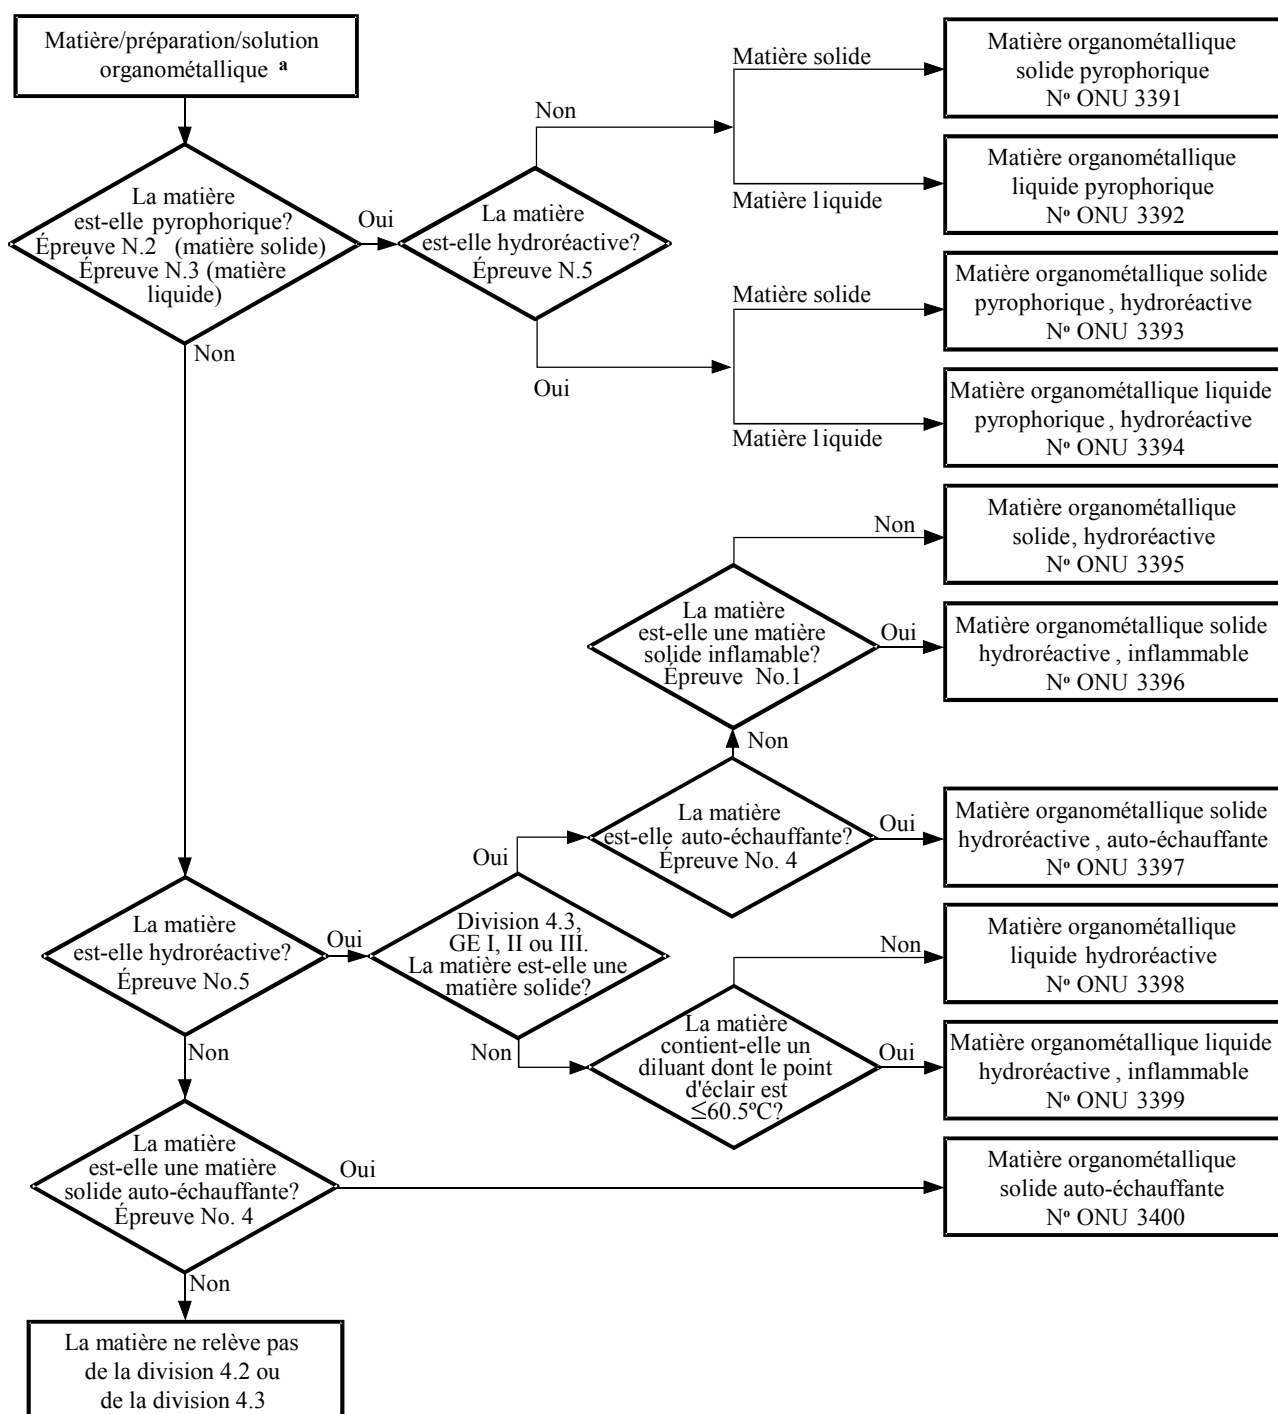 Matière/préparation/solution
organométallique a
La matière
est-elle pyrophorique?
Épreuve N.2 (matière solide)
Épreuve N.3 (matière
liquide)
Oui
Non
La matière
est-elle hydroréactive?
Épreuve N.5
Non
Oui
Matière solide
Matière liquide
Matière organométallique
solide pyrophorique
Nº ONU 3391
Matière organométallique
liquide pyrophorique
Nº ONU 3392
Matière solide
Matière liquide
Matière organométallique solide
pyrophorique , hydroréactive
Nº ONU 3393
Matière organométallique liquide
pyrophorique , hydroréactive
Nº ONU 3394
Non
Matière organométallique
solide, hydroréactive
Nº ONU 3395
La matière
est-elle une matière
solide inflamable?
Épreuve No.1
Oui
Matière organométallique solide
hydroréactive , inflammable
Nº ONU 3396
Non
La matière
est-elle auto-échauffante?
Épreuve No. 4
Oui
Matière organométallique solide
hydroréactive , auto-échauffante
Nº ONU 3397
La matière
est-elle hydroréactive?
Épreuve No.5
Oui
Non
Division 4.3,
GE I, II ou III.
La matière est-elle une
matière solide?
Oui
Non
Non
Matière organométallique
liquide hydroréactive
Nº ONU 3398
La matière
contient-elle un
diluant dont le point
d'éclair est
≤60.5ºC?
Oui
Matière organométallique liquide
hydroréactive , inflammable
Nº ONU 3399
La matière
est-elle une matière
solide auto-échauffante?
Épreuve No. 4
Oui
Matière organométallique
solide auto-échauffante
Nº ONU 3400
Non
La matière ne relève pas
de la division 4.2 ou
de la division 4.3